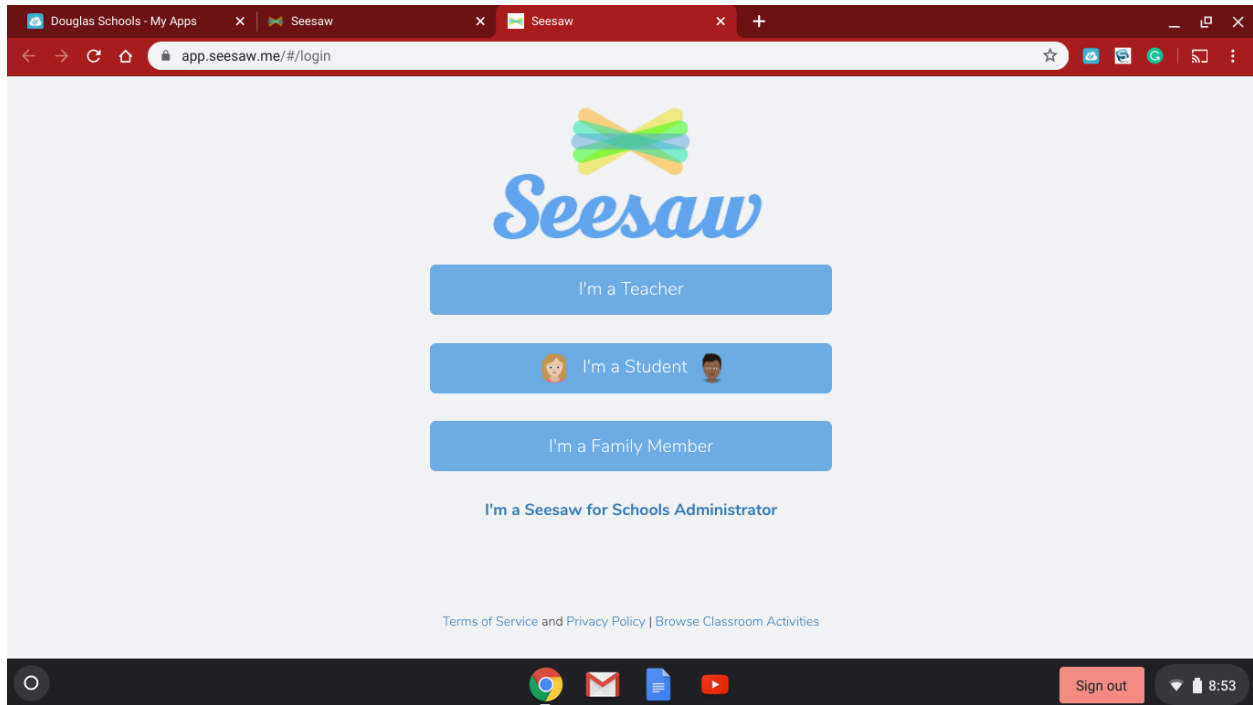 Douglas Schools - My Apps
Seesaw
Seesaw
app.seesaw.me/#/login
Seesaw
I'm a Teacher
I'm a Student
I'm a Family Member
I'm a Seesaw for Schools Administrator
Terms of Service and Privacy Policy | Browse Classroom Activities
Sign out
8:53